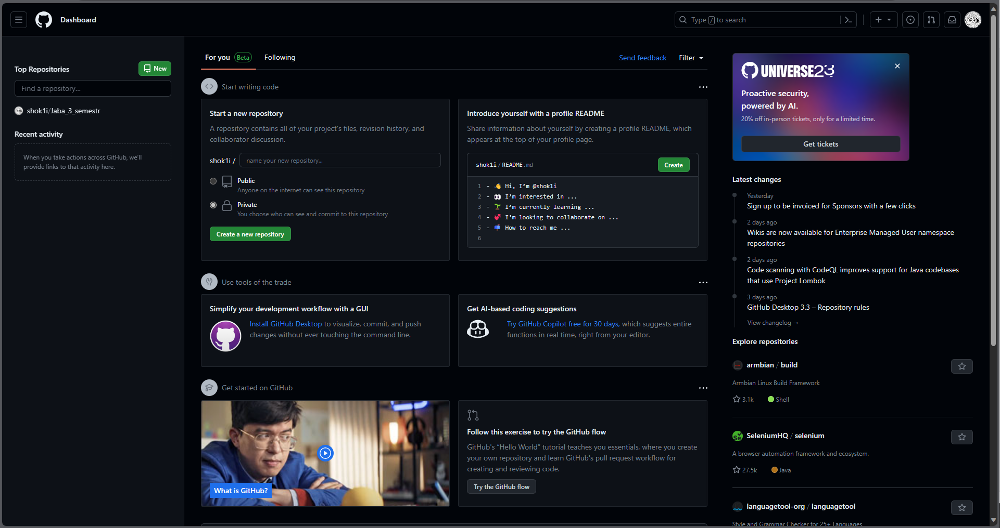 Dashboard
Type / to search
Top Repositories
New
Find a repository...
shok1i/Jaba_3_semestr
Recent activity
When you take actions across GitHub, we'll
provide links to that activity here.
For you Beta
Following
Send feedback
Filter
Start writing code
Start a new repository
A repository contains all of your project's files, revision history, and
collaborator discussion.
shok1i / name your new repository...
Public
Anyone on the internet can see this repository
Private
You choose who can see and commit to this repository
Create a new repository
Introduce yourself with a profile README
Share information about yourself by creating a profile README, which
appears at the top of your profile page.
shok1i / README.md
Create
1 - 👋 Hi, I'm @shok1i
2 - 👀 I'm interested in ...
3 - 🌱 I'm currently learning ...
4 - 💞️ I'm looking to collaborate on ...
5 - 📫 How to reach me ...
6
Use tools of the trade
Simplify your development workflow with a GUI
Install GitHub Desktop to visualize, commit, and push
changes without ever touching the command line.
Get AI-based coding suggestions
Try GitHub Copilot free for 30 days, which suggests entire
functions in real time, right from your editor.
Get started on GitHub
What is GitHub?
Follow this exercise to try the GitHub flow
GitHub's “Hello World” tutorial teaches you essentials, where you create
your own repository and learn GitHub's pull request workflow for
creating and reviewing code.
Try the GitHub flow
UNIVERSE23
Proactive security,
powered by AI.
20% off in-person tickets, only for a limited time.
Get tickets
Latest changes
Yesterday
Sign up to be invoiced for Sponsors with a few clicks
2 days ago
Wikis are now available for Enterprise Managed User namespace
repositories
2 days ago
Code scanning with CodeQL improves support for Java codebases
that use Project Lombok
3 days ago
GitHub Desktop 3.3 – Repository rules
View changelog →
Explore repositories
armbian / build
Armbian Linux Build Framework
3.1k
Shell
Se
SeleniumHQ / selenium
A browser automation framework and ecosystem.
27.5k
Java
languagetool-org / languagetool
Style and Grammar Checker for 25+ Languages